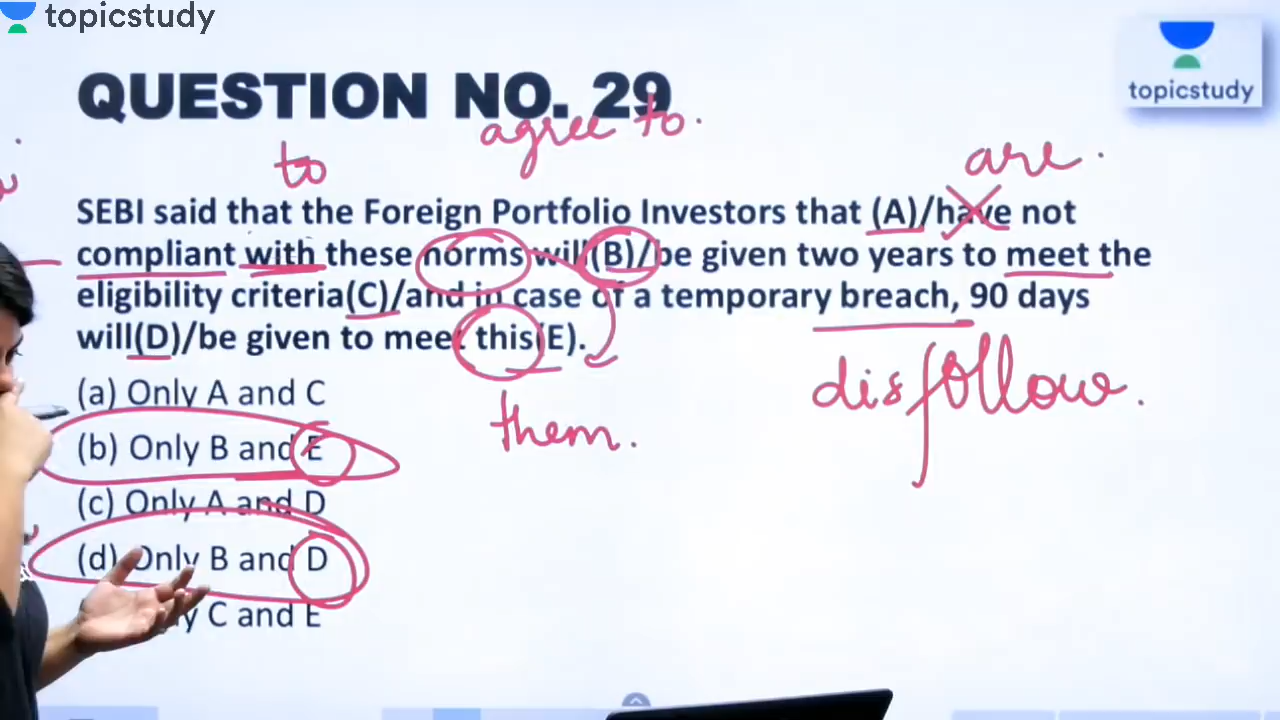 topicstudy
topicstudy
QUESTION NO. 29
agree to.
to
are.
SEBI said that the Foreign Portfolio Investors that (A)/have not
compliant with these norms will(B)/be given two years to meet the
eligibility criteria(C)/and in case of a temporary breach, 90 days
will(D)/be given to meet this(E).
disfollow.
them.
(a) Only A and C
(b) Only B and E
(c) Only A and D
(d) Only B and D
C and E